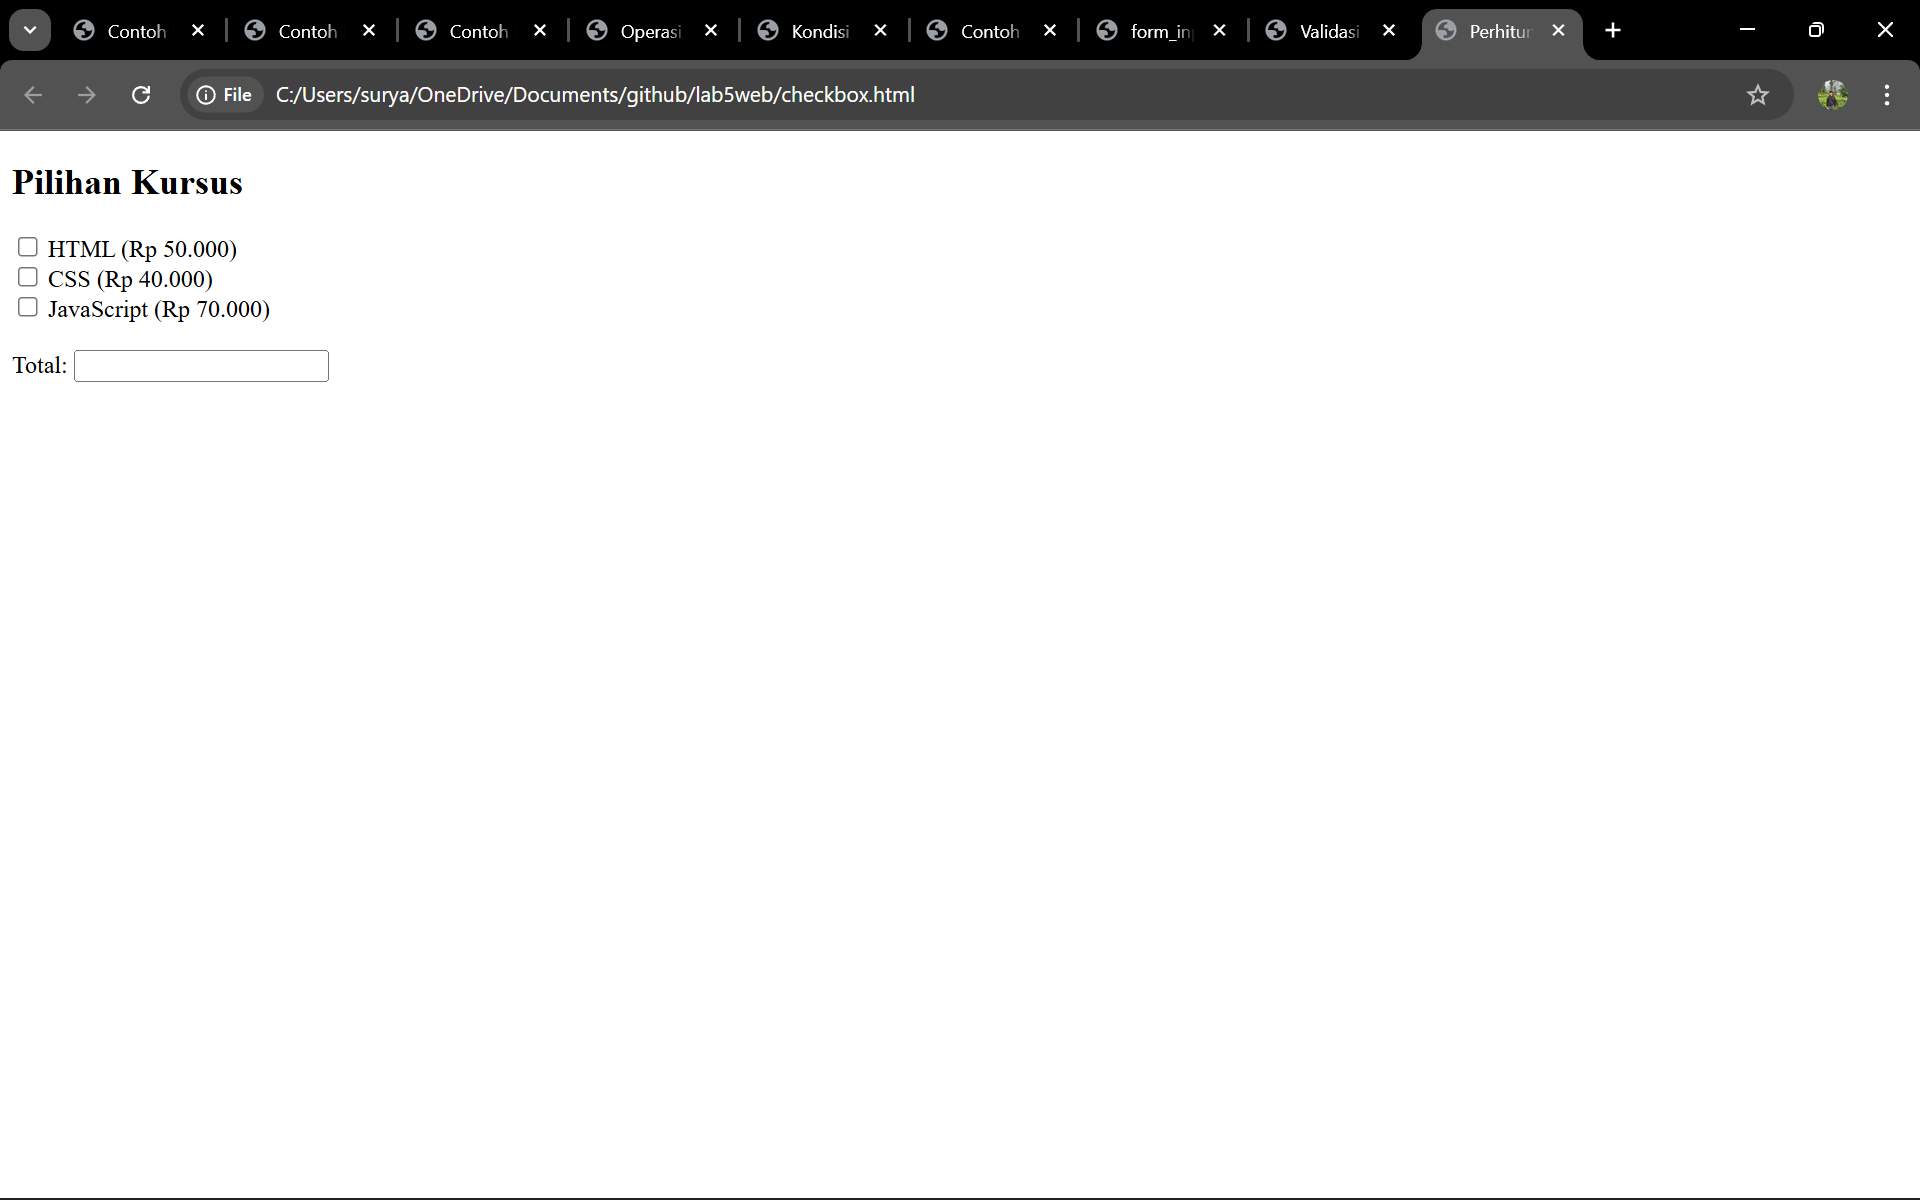 Contoh
Contoh
Contoh
Operasi
Kondisi
Contoh
form_in
Validasi
Perhitun
File
C:/Users/surya/OneDrive/Documents/github/lab5web/checkbox.html
Pilihan Kursus
HTML (Rp 50.000)
CSS (Rp 40.000)
JavaScript (Rp 70.000)
Total: